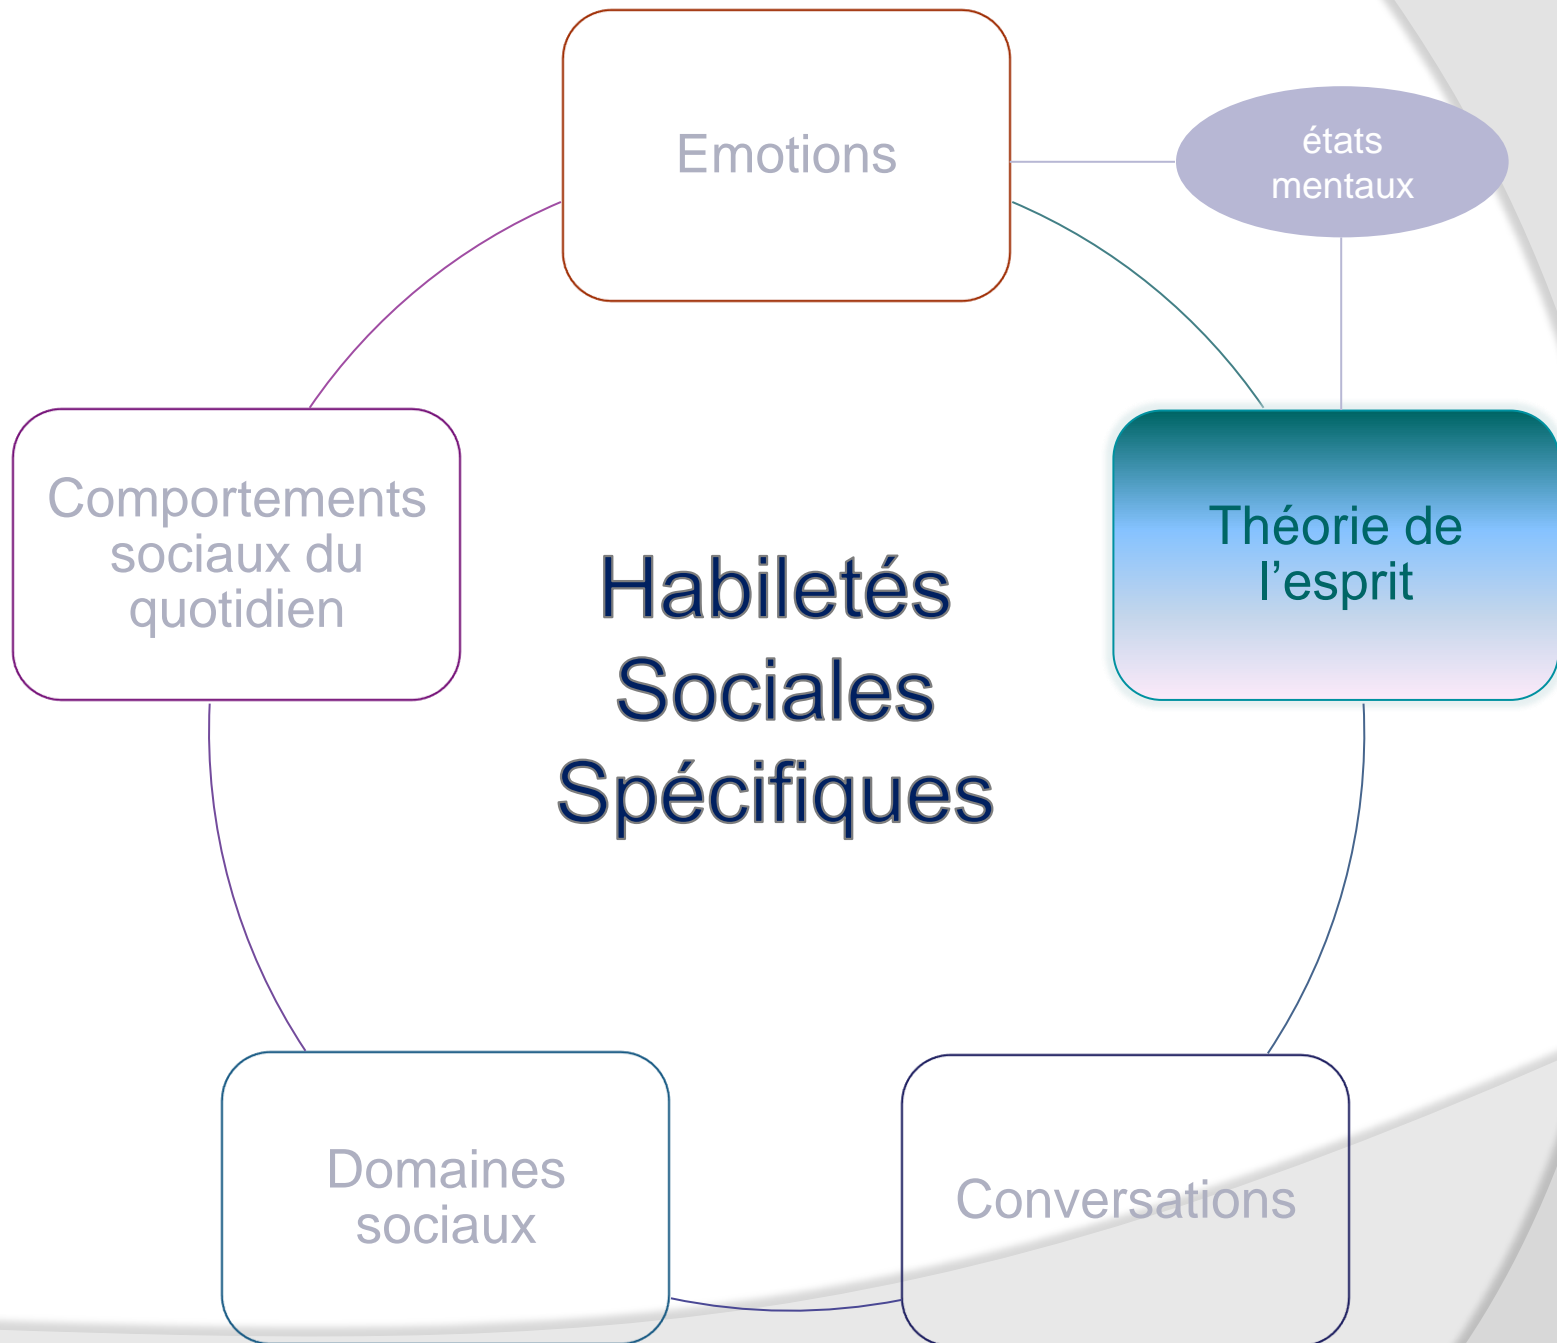 Emotions
états
mentaux
Comportements
sociaux du
quotidien
Théorie de
l’esprit
Habiletés
Sociales
Spécifiques
Domaines
sociaux
Conversations